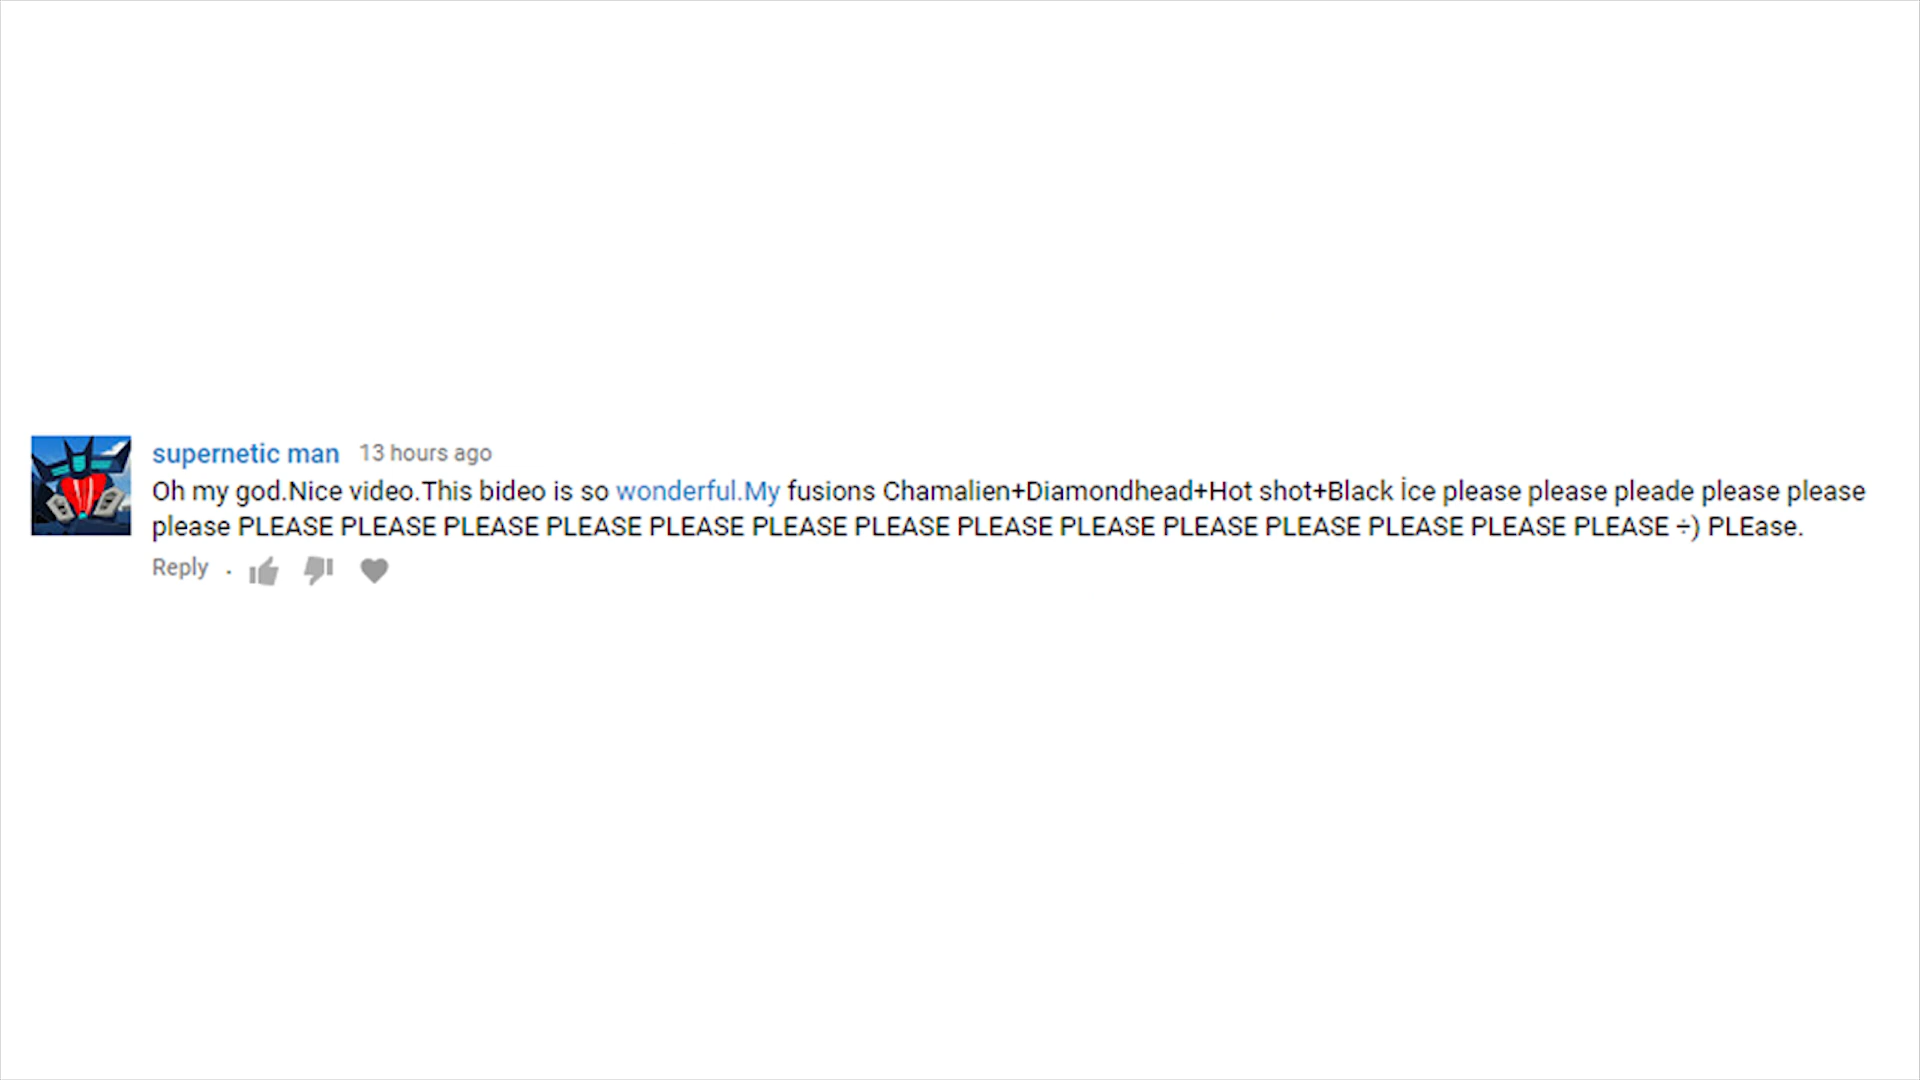 supernetic man 13 hours ago
Oh my god.Nice video.This bideo is so wonderful.My fusions Chamalien+Diamondhead+Hot shot+Black İce please please pleade please please
please PLEASE PLEASE PLEASE PLEASE PLEASE PLEASE PLEASE PLEASE PLEASE PLEASE PLEASE PLEASE PLEASE PLEASE ÷) PLEase.
Reply